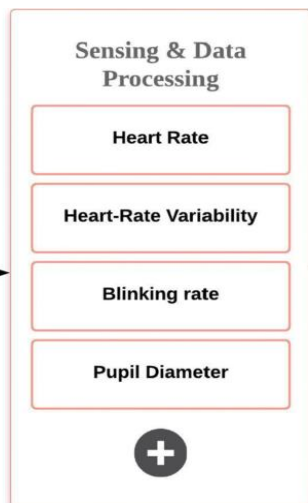 Sensing & Data
Processing
Heart Rate
Heart-Rate Variability
Blinking rate
Pupil Diameter